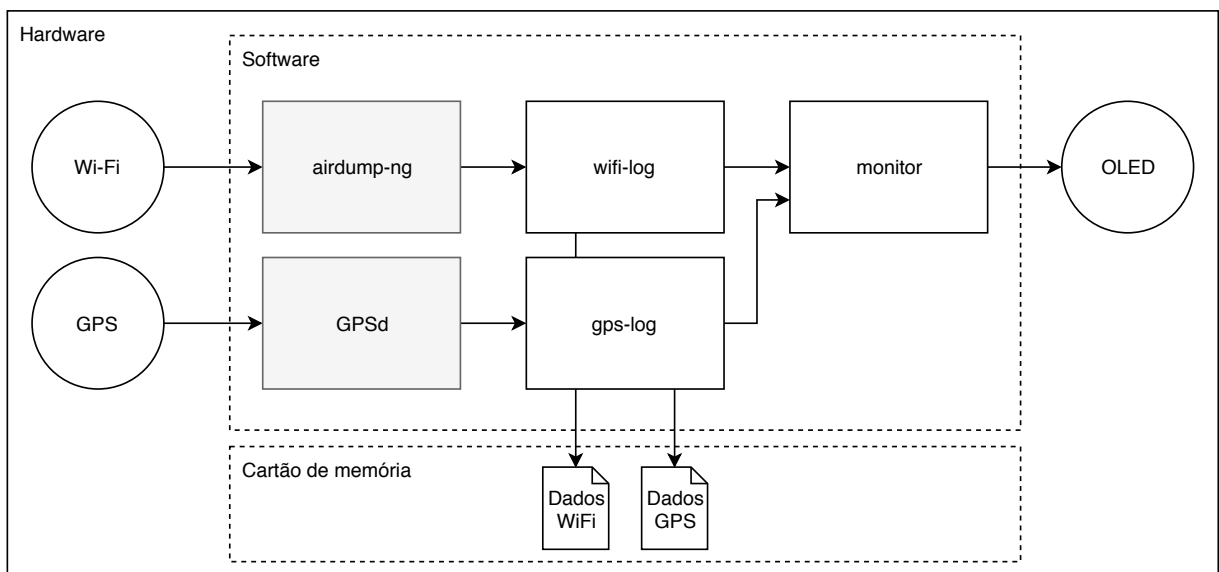 Hardware
Software
Wi-Fi
airdump-ng
wifi-log
monitor
OLED
GPS
GPSd
gps-log
Cartão de memória
Dados
WiFi
Dados
GPS